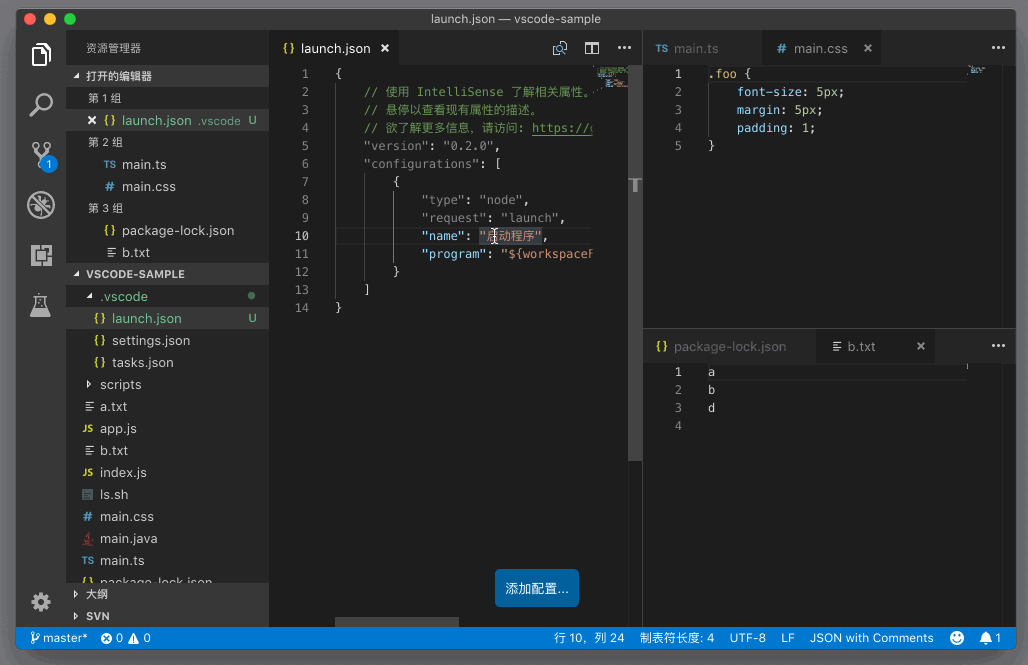 launch.json — vscode-sample
资源管理器
打开的编辑器
第 1 组
launch.json .vscode U
第 2 组
TS main.ts
# main.css
第 3 组
{} package-lock.json
b.txt
VSCODE-SAMPLE
.vscode
{} launch.json U
{} settings.json
{} tasks.json
scripts
a.txt
JS app.js
b.txt
JS index.js
ls.sh
# main.css
main.java
TS main.ts
{} package-lock.json
大纲
SVN
1
{} launch.json
1 {
2 // 使用 IntelliSense 了解相关属性。
3 // 悬停以查看现有属性的描述。
4 // 欲了解更多信息，请访问: https://
5 "version": "0.2.0",
6 "configurations": [
7 {
8 "type": "node",
9 "request": "launch",
10 "name": "启动程序",
11 "program": "${workspaceF
12 }
13 ]
14 }
添加配置...
TS main.ts
# main.css
1 .foo {
2 font-size: 5px;
3 margin: 5px;
4 padding: 1;
5 }
{} package-lock.json
b.txt
1 a
2 b
3 d
4
master* 0 0 行 10，列 24 制表符长度: 4 UTF-8 LF JSON with Comments 1